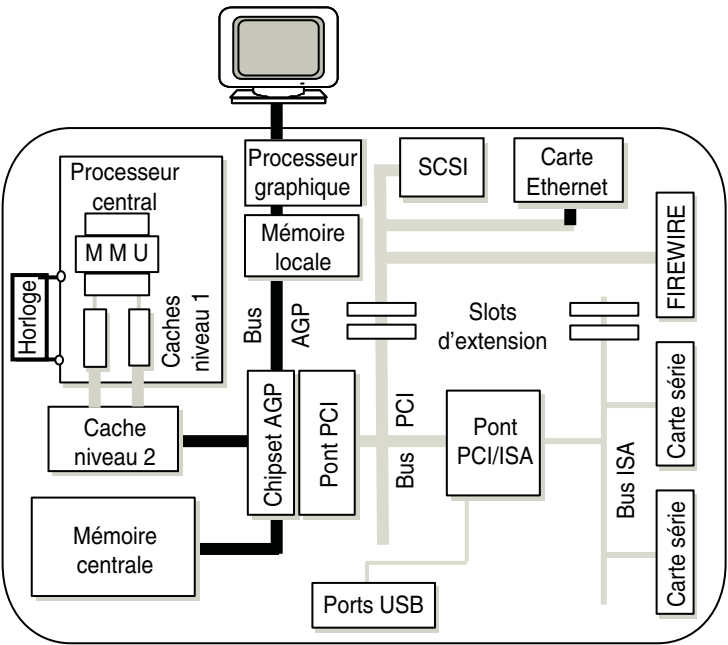 Processeur
central
M M U
Caches
niveau 1
Horloge
Cache
niveau 2
Mémoire
centrale
Processeur
graphique
Mémoire
locale
Bus
AGP
Chipset AGP
Pont PCI
SCSI
Carte
Ethernet
FIREWIRE
Slots
d'extension
Bus PCI
Pont
PCI/ISA
Bus ISA
Carte série
Carte série
Ports USB